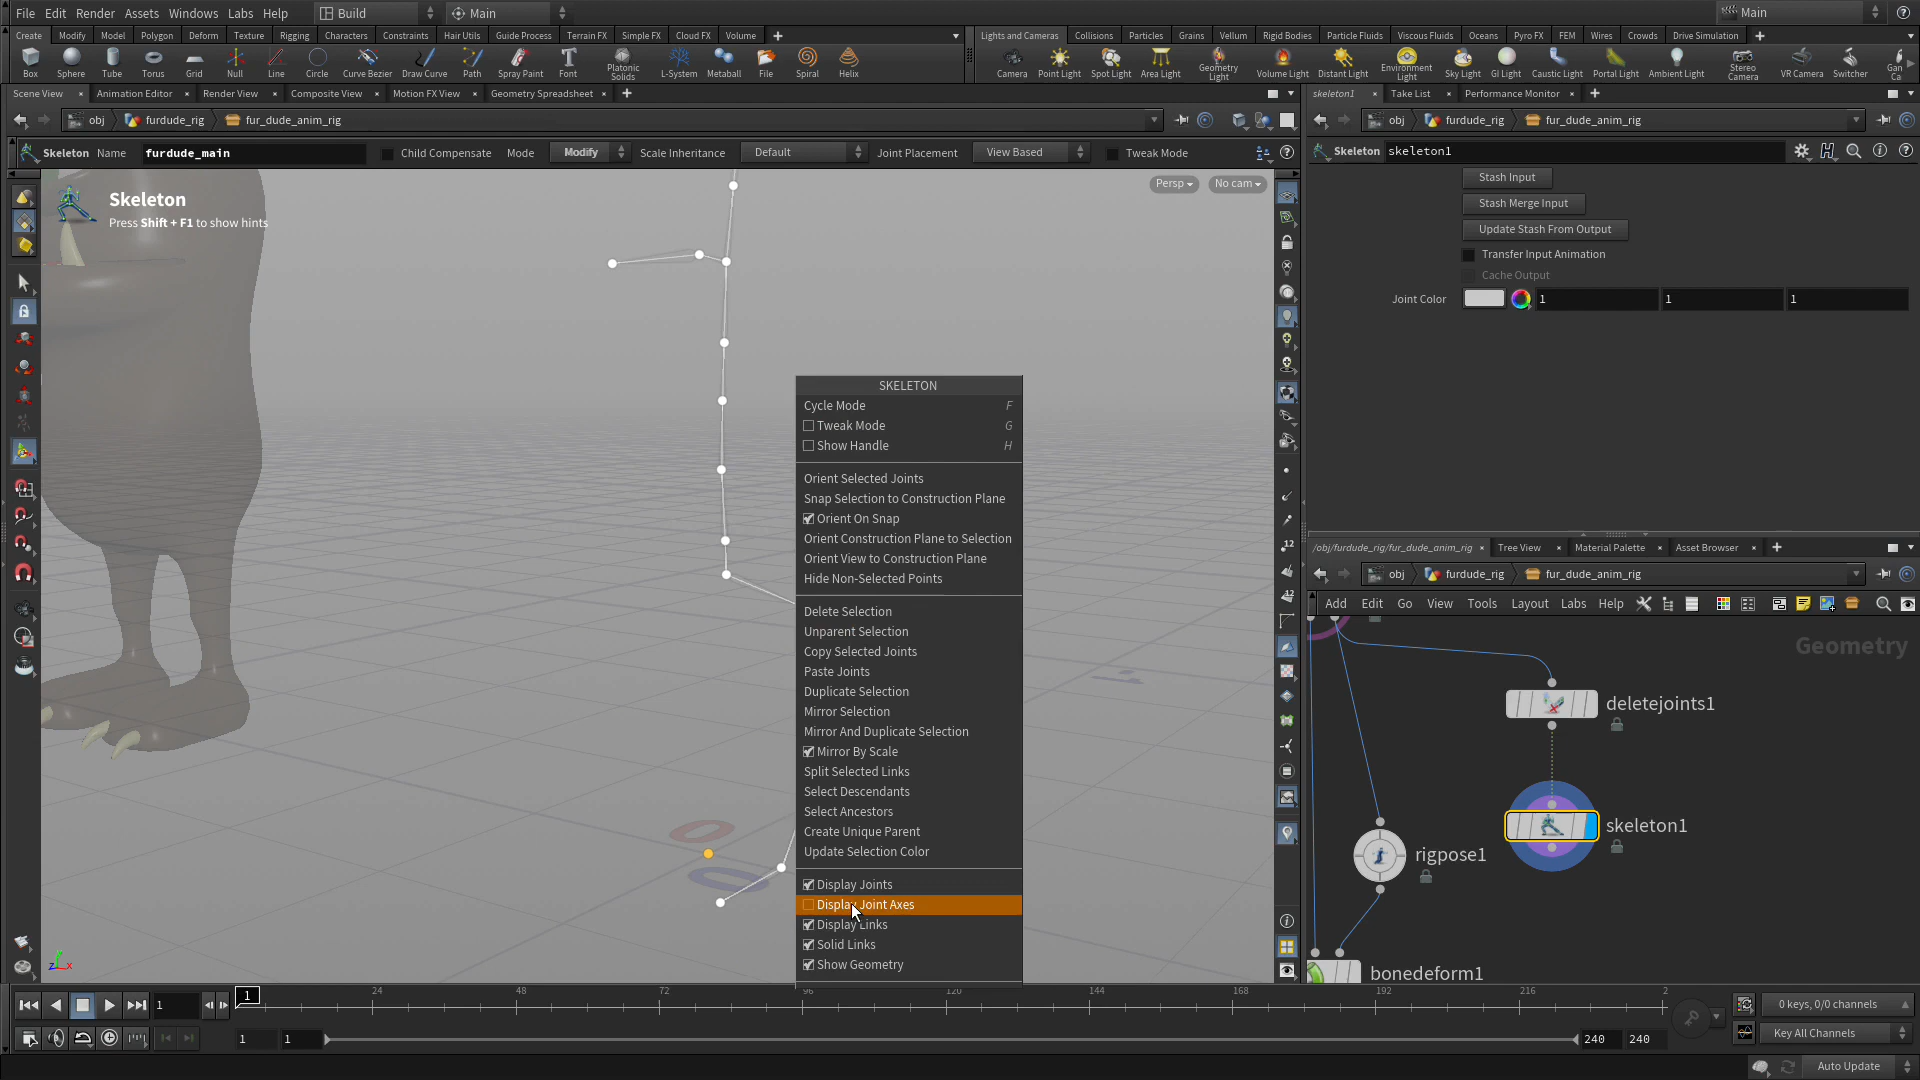 File Edit Render Assets Windows Labs Help Build Main Main
Create Modify Model Polygon Deform Texture Rigging Characters Constraints Hair Utils Guide Process Terrain FX Simple FX Cloud FX Volume
Lights and Cameras Collisions Particles Grains Vellum Rigid Bodies Particle Fluids Viscous Fluids Oceans Pyro FX FEM Wires Crowds Drive Simulation
Box Sphere Tube Torus Grid Null Line Circle Curve Bezier Draw Curve Path Spray Paint Font Platonic Solids L-System Metaball File Spiral Helix
Camera Point Light Spot Light Area Light Geometry Light Volume Light Distant Light Environment Light Sky Light GI Light Caustic Light Portal Light Ambient Light Stereo Camera VR Camera Switcher
Scene View Animation Editor Render View Composite View Motion FX View Geometry Spreadsheet
skeleton1 Take List Performance Monitor
obj furdude_rig fur_dude_anim_rig
obj furdude_rig fur_dude_anim_rig
Skeleton Name furdude_main Child Compensate Mode Modify Scale Inheritance Default Joint Placement View Based Tweak Mode
Skeleton skeleton1
Skeleton
Press Shift + F1 to show hints
Persp No cam
Stash Input
Stash Merge Input
Update Stash From Output
Transfer Input Animation
Cache Output
Joint Color 1 1 1
SKELETON
Cycle Mode F
Tweak Mode G
Show Handle H
Orient Selected Joints
Snap Selection to Construction Plane
Orient On Snap
Orient Construction Plane to Selection
Orient View to Construction Plane
Hide Non-Selected Points
Delete Selection
Unparent Selection
Copy Selected Joints
Paste Joints
Duplicate Selection
Mirror Selection
Mirror And Duplicate Selection
Mirror By Scale
Split Selected Links
Select Descendants
Select Ancestors
Create Unique Parent
Update Selection Color
Display Joints
Display Joint Axes
Display Links
Solid Links
Show Geometry
/obj/furdude_rig/fur_dude_anim_rig Tree View Material Palette Asset Browser
obj furdude_rig fur_dude_anim_rig
Add Edit Go View Tools Layout Labs Help
Geometry
deletejoints1
skeleton1
rigpose1
bonedeform1
1 1 24 48 72 96 120 144 168 192 216 2
0 keys, 0/0 channels
1 1 240 240 Key All Channels
Auto Update